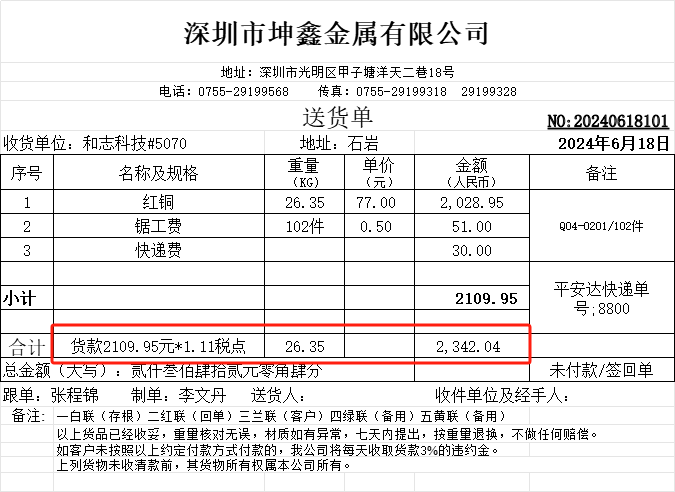 深圳市坤鑫金属有限公司
地址：深圳市光明区甲子塘洋天二巷18号
电话：0755-29199568 传真：0755-29199318 29199328
送货单 NO:20240618101
收货单位：和志科技#5070 地址：石岩 2024年6月18日
序号 名称及规格 重量（KG） 单价（元） 金额（人民币） 备注
1 红铜 26.35 77.00 2,028.95
2 锯工费 102件 0.50 51.00 Q04-0201/102件
3 快递费 30.00
小计 2109.95 平安达快递单号;8800
合计 货款2109.95元*1.11税点 26.35 2,342.04
总金额（大写）：贰仟叁佰肆拾贰元零角肆分 未付款/签回单
跟单：张程锦 制单：李文丹 送货人： 收件单位及经手人：
备注： 一白联（存根）二红联（回单）三兰联（客户）四绿联（备用）五黄联（备用）
以上货品已经收妥，重量核对无误，材质如有异常，七天内提出，按重量退换，不做任何赔偿。
如客户未按照以上约定付款方式付款的，我公司将每天收取货款3%的违约金。
上列货物未收清款前，其货物所有权属本公司所有。